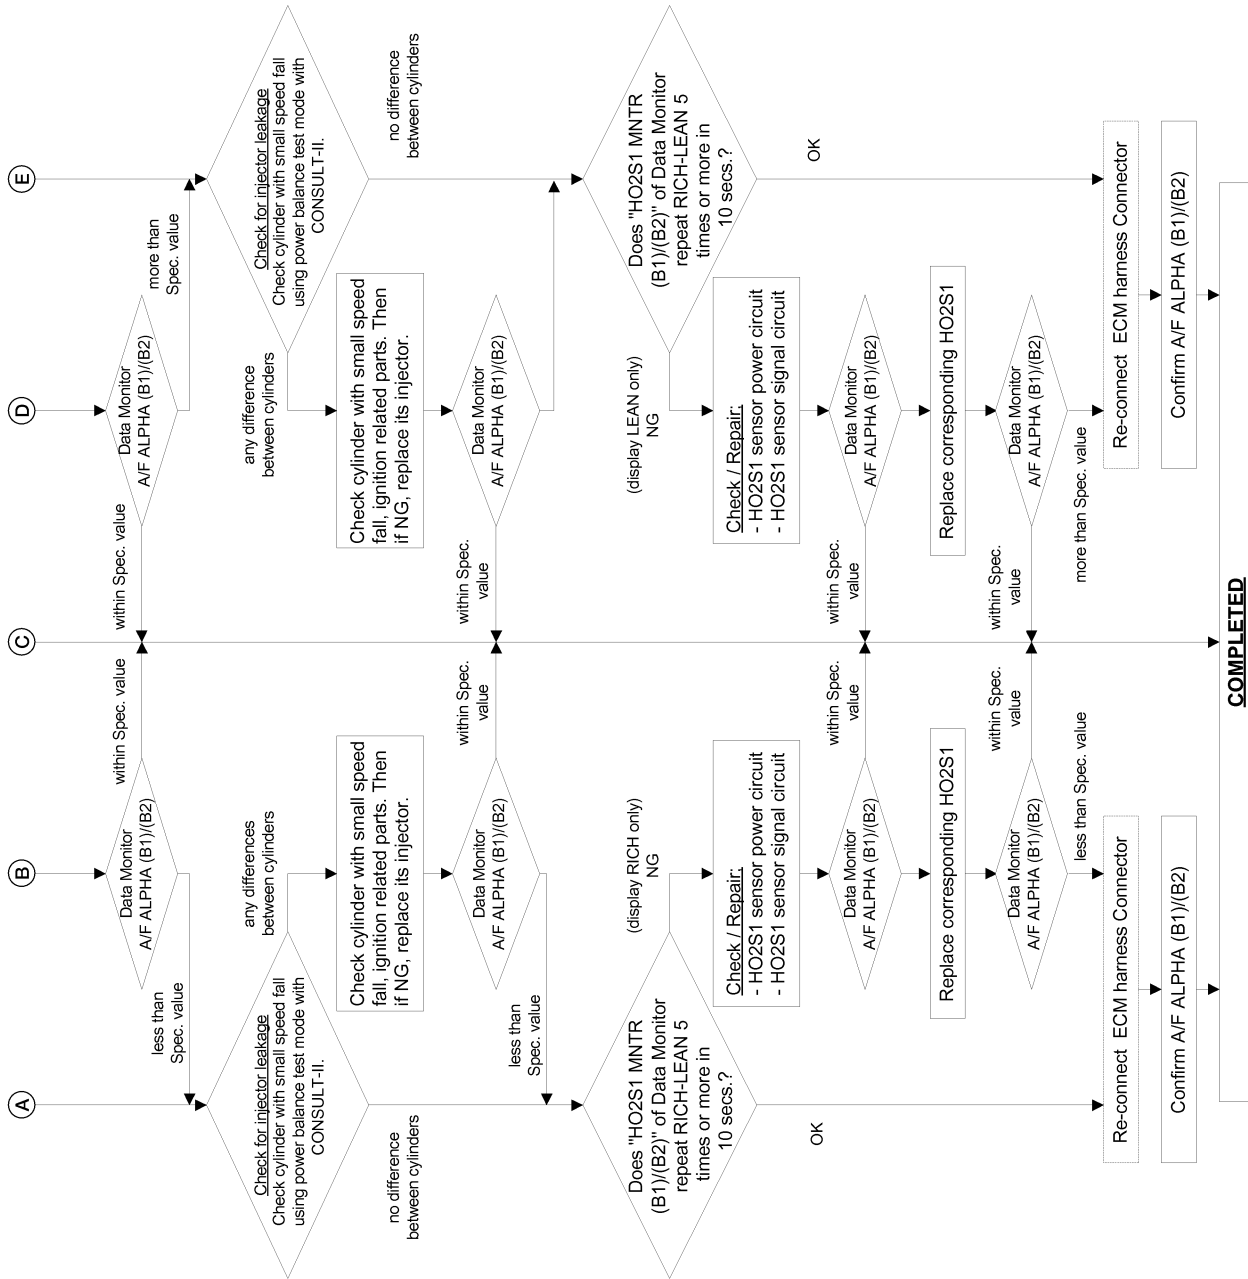 A
B
C
D
E
Data Monitor
A/F ALPHA (B1)/(B2)
within Spec. value
less than
Spec. value
within Spec. value
Data Monitor
A/F ALPHA (B1)/(B2)
more than
Spec. value
Check for injector leakage
Check cylinder with small speed fall
using power balance test mode with
CONSULT-II.
any differences
between cylinders
no difference
between cylinders
Check cylinder with small speed
fall, ignition related parts. Then
if NG, replace its injector.
Data Monitor
A/F ALPHA (B1)/(B2)
within Spec.
value
less than
Spec. value
any difference
between cylinders
Check for injector leakage
Check cylinder with small speed fall
using power balance test mode with
CONSULT-II.
no difference
between cylinders
Check cylinder with small speed
fall, ignition related parts. Then
if NG, replace its injector.
within Spec.
value
Data Monitor
A/F ALPHA (B1)/(B2)
Does "HO2S1 MNTR
(B1)/(B2)" of Data Monitor
repeat RICH-LEAN 5
times or more in
10 secs.?
(display RICH only)
NG
OK
Check / Repair:
- HO2S1 sensor power circuit
- HO2S1 sensor signal circuit
Data Monitor
A/F ALPHA (B1)/(B2)
within Spec.
value
Replace corresponding HO2S1
Data Monitor
A/F ALPHA (B1)/(B2)
within Spec.
value
less than Spec. value
(display LEAN only)
NG
Does "HO2S1 MNTR
(B1)/(B2)" of Data Monitor
repeat RICH-LEAN 5
times or more in
10 secs.?
OK
Check / Repair:
- HO2S1 sensor power circuit
- HO2S1 sensor signal circuit
within Spec.
value
Data Monitor
A/F ALPHA (B1)/(B2)
Replace corresponding HO2S1
within Spec.
value
Data Monitor
A/F ALPHA (B1)/(B2)
more than Spec. value
Re-connect ECM harness Connector
Confirm A/F ALPHA (B1)/(B2)
Re-connect ECM harness Connector
Confirm A/F ALPHA (B1)/(B2)
COMPLETED